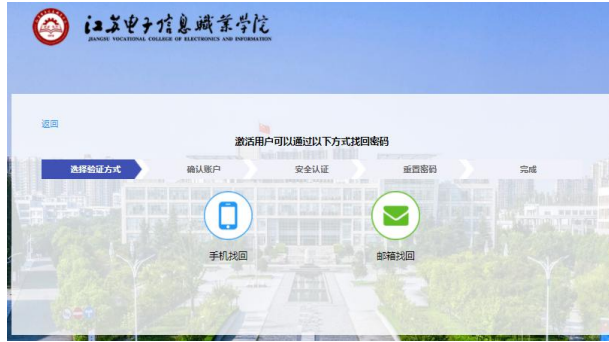 江苏电子信息职业学院
JIANGSU VOCATIONAL COLLEGE OF ELECTRONICS AND INFORMATION
返回
激活用户可以通过以下方式找回密码
选择验证方式 确认账户 安全认证 重置密码 完成
手机找回 邮箱找回